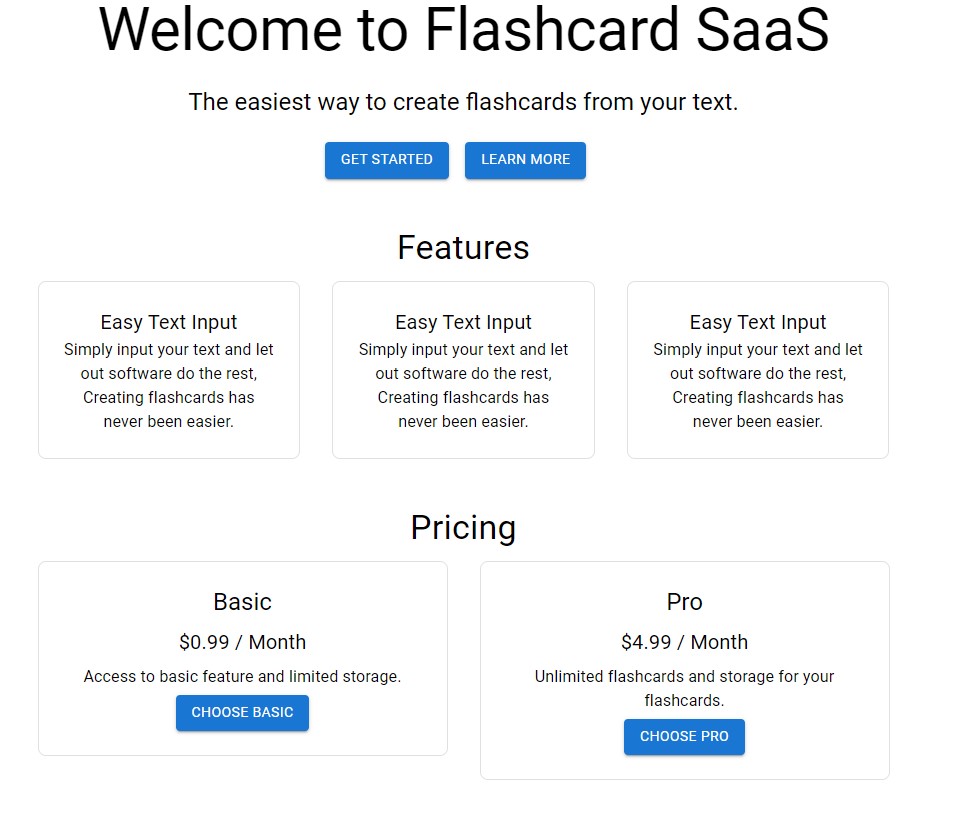 Welcome to Flashcard SaaS
The easiest way to create flashcards from your text.
GET STARTED
LEARN MORE
Features
Easy Text Input
Simply input your text and let
out software do the rest,
Creating flashcards has
never been easier.
Easy Text Input
Simply input your text and let
out software do the rest,
Creating flashcards has
never been easier.
Easy Text Input
Simply input your text and let
out software do the rest,
Creating flashcards has
never been easier.
Pricing
Basic
$0.99 / Month
Access to basic feature and limited storage.
CHOOSE BASIC
Pro
$4.99 / Month
Unlimited flashcards and storage for your
flashcards.
CHOOSE PRO